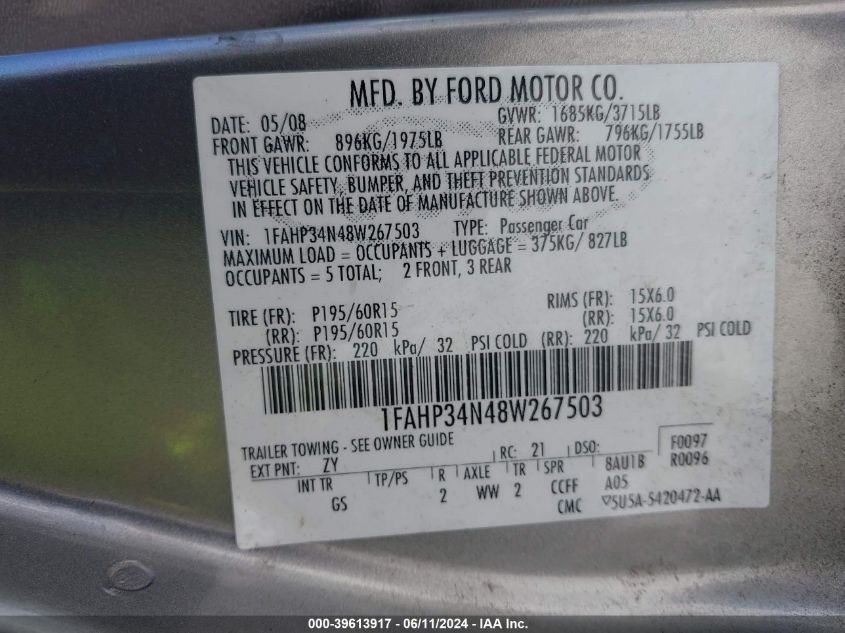 MFD. BY FORD MOTOR CO.
DATE: 05/08 GVWR: 1685KG/3715LB
FRONT GAWR: 896KG/1975LB REAR GAWR: 796KG/1755LB
THIS VEHICLE CONFORMS TO ALL APPLICABLE FEDERAL MOTOR
VEHICLE SAFETY, BUMPER, AND THEFT PREVENTION STANDARDS
IN EFFECT ON THE DATE OF MANUFACTURE SHOWN ABOVE.
VIN: 1FAHP34N48W267503 TYPE: Passenger Car
MAXIMUM LOAD = OCCUPANTS + LUGGAGE = 375KG/ 827LB
OCCUPANTS = 5 TOTAL; 2 FRONT, 3 REAR
TIRE (FR): P195/60R15 RIMS (FR): 15X6.0
(RR): P195/60R15 (RR): 15X6.0
PRESSURE (FR): 220 kPa/ 32 PSI COLD (RR): 220 kPa/ 32 PSI COLD
1FAHP34N48W267503
TRAILER TOWING - SEE OWNER GUIDE
EXT PNT: ZY RC: 21 DSO: F0097
INT TR TP/PS R AXLE TR SPR 8AU1B R0096
GS 2 WW 2 CCFF A05
CMC 5U5A-5420472-AA
000-39613917 - 06/11/2024 - IAA Inc.